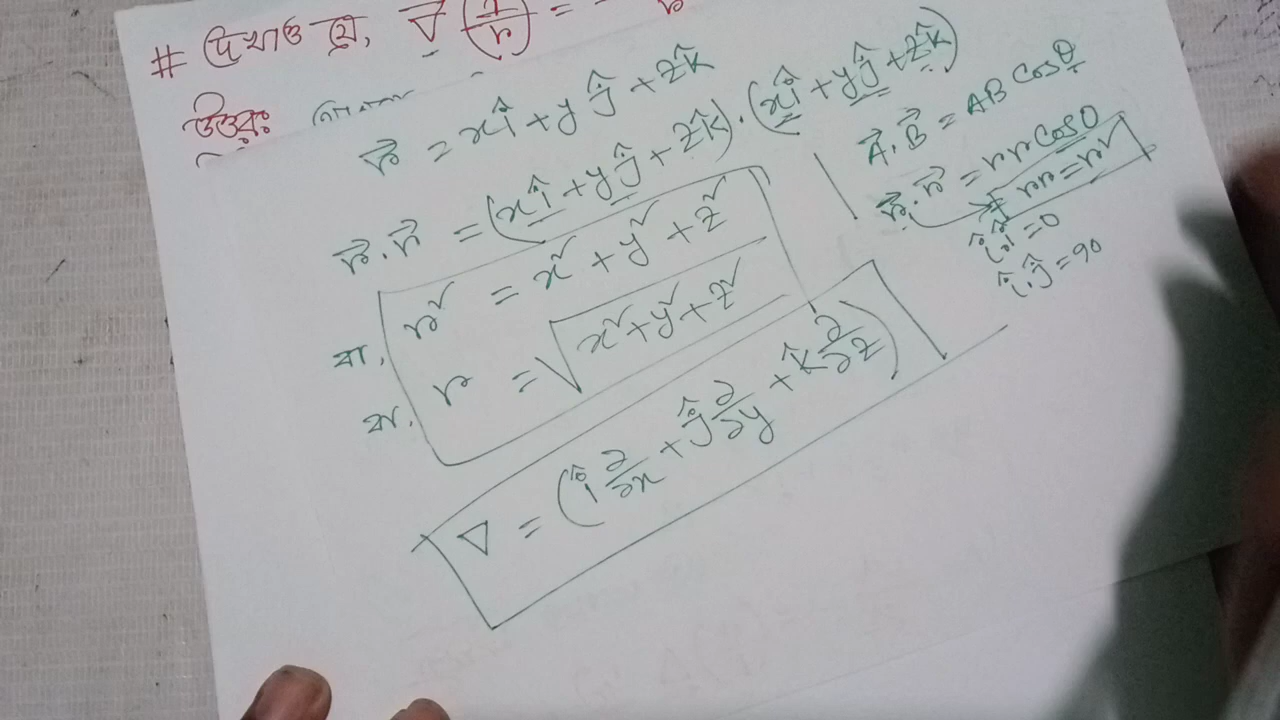 # দেখাও যে, ∇⃗ (1/r) = -
উত্তরঃ
r⃗ = xî + yĵ + zk̂
r⃗.r⃗ = (xî + yĵ + zk̂).(xî + yĵ + zk̂)
বা, r² = x² + y² + z²
বা, r = √(x² + y² + z²)
∇ = (î ∂/∂x + ĵ ∂/∂y + k̂ ∂/∂z)
A⃗.B⃗ = AB Cosθ
r⃗.r⃗ = rr Cos0
= rr = r²
î.î = 0
î.ĵ = 90